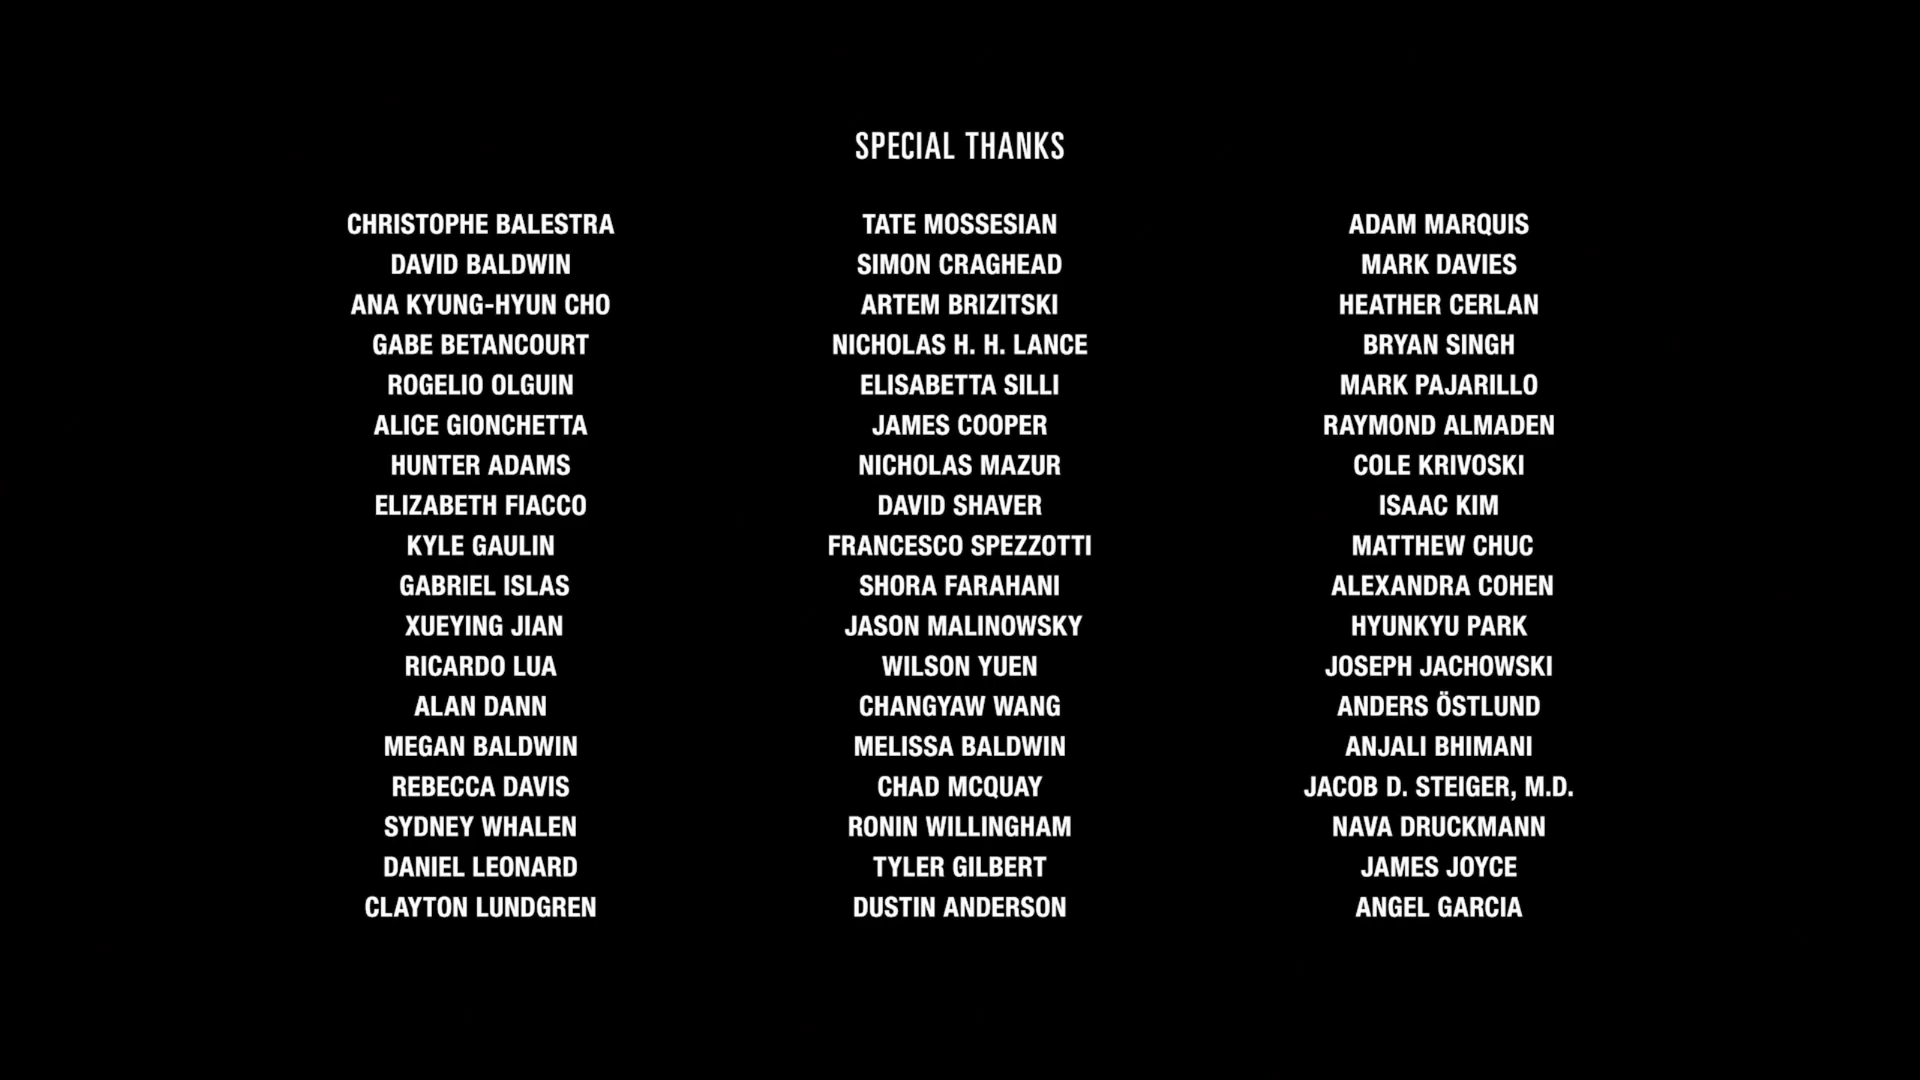 SPECIAL THANKS
CHRISTOPHE BALESTRA
DAVID BALDWIN
ANA KYUNG-HYUN CHO
GABE BETANCOURT
ROGELIO OLGUIN
ALICE GIONCHETTA
HUNTER ADAMS
ELIZABETH FIACCO
KYLE GAULIN
GABRIEL ISLAS
XUEYING JIAN
RICARDO LUA
ALAN DANN
MEGAN BALDWIN
REBECCA DAVIS
SYDNEY WHALEN
DANIEL LEONARD
CLAYTON LUNDGREN
TATE MOSSESIAN
SIMON CRAGHEAD
ARTEM BRIZITSKI
NICHOLAS H. H. LANCE
ELISABETTA SILLI
JAMES COOPER
NICHOLAS MAZUR
DAVID SHAVER
FRANCESCO SPEZZOTTI
SHORA FARAHANI
JASON MALINOWSKY
WILSON YUEN
CHANGYAW WANG
MELISSA BALDWIN
CHAD MCQUAY
RONIN WILLINGHAM
TYLER GILBERT
DUSTIN ANDERSON
ADAM MARQUIS
MARK DAVIES
HEATHER CERLAN
BRYAN SINGH
MARK PAJARILLO
RAYMOND ALMADEN
COLE KRIVOSKI
ISAAC KIM
MATTHEW CHUC
ALEXANDRA COHEN
HYUNKYU PARK
JOSEPH JACHOWSKI
ANDERS ÖSTLUND
ANJALI BHIMANI
JACOB D. STEIGER, M.D.
NAVA DRUCKMANN
JAMES JOYCE
ANGEL GARCIA